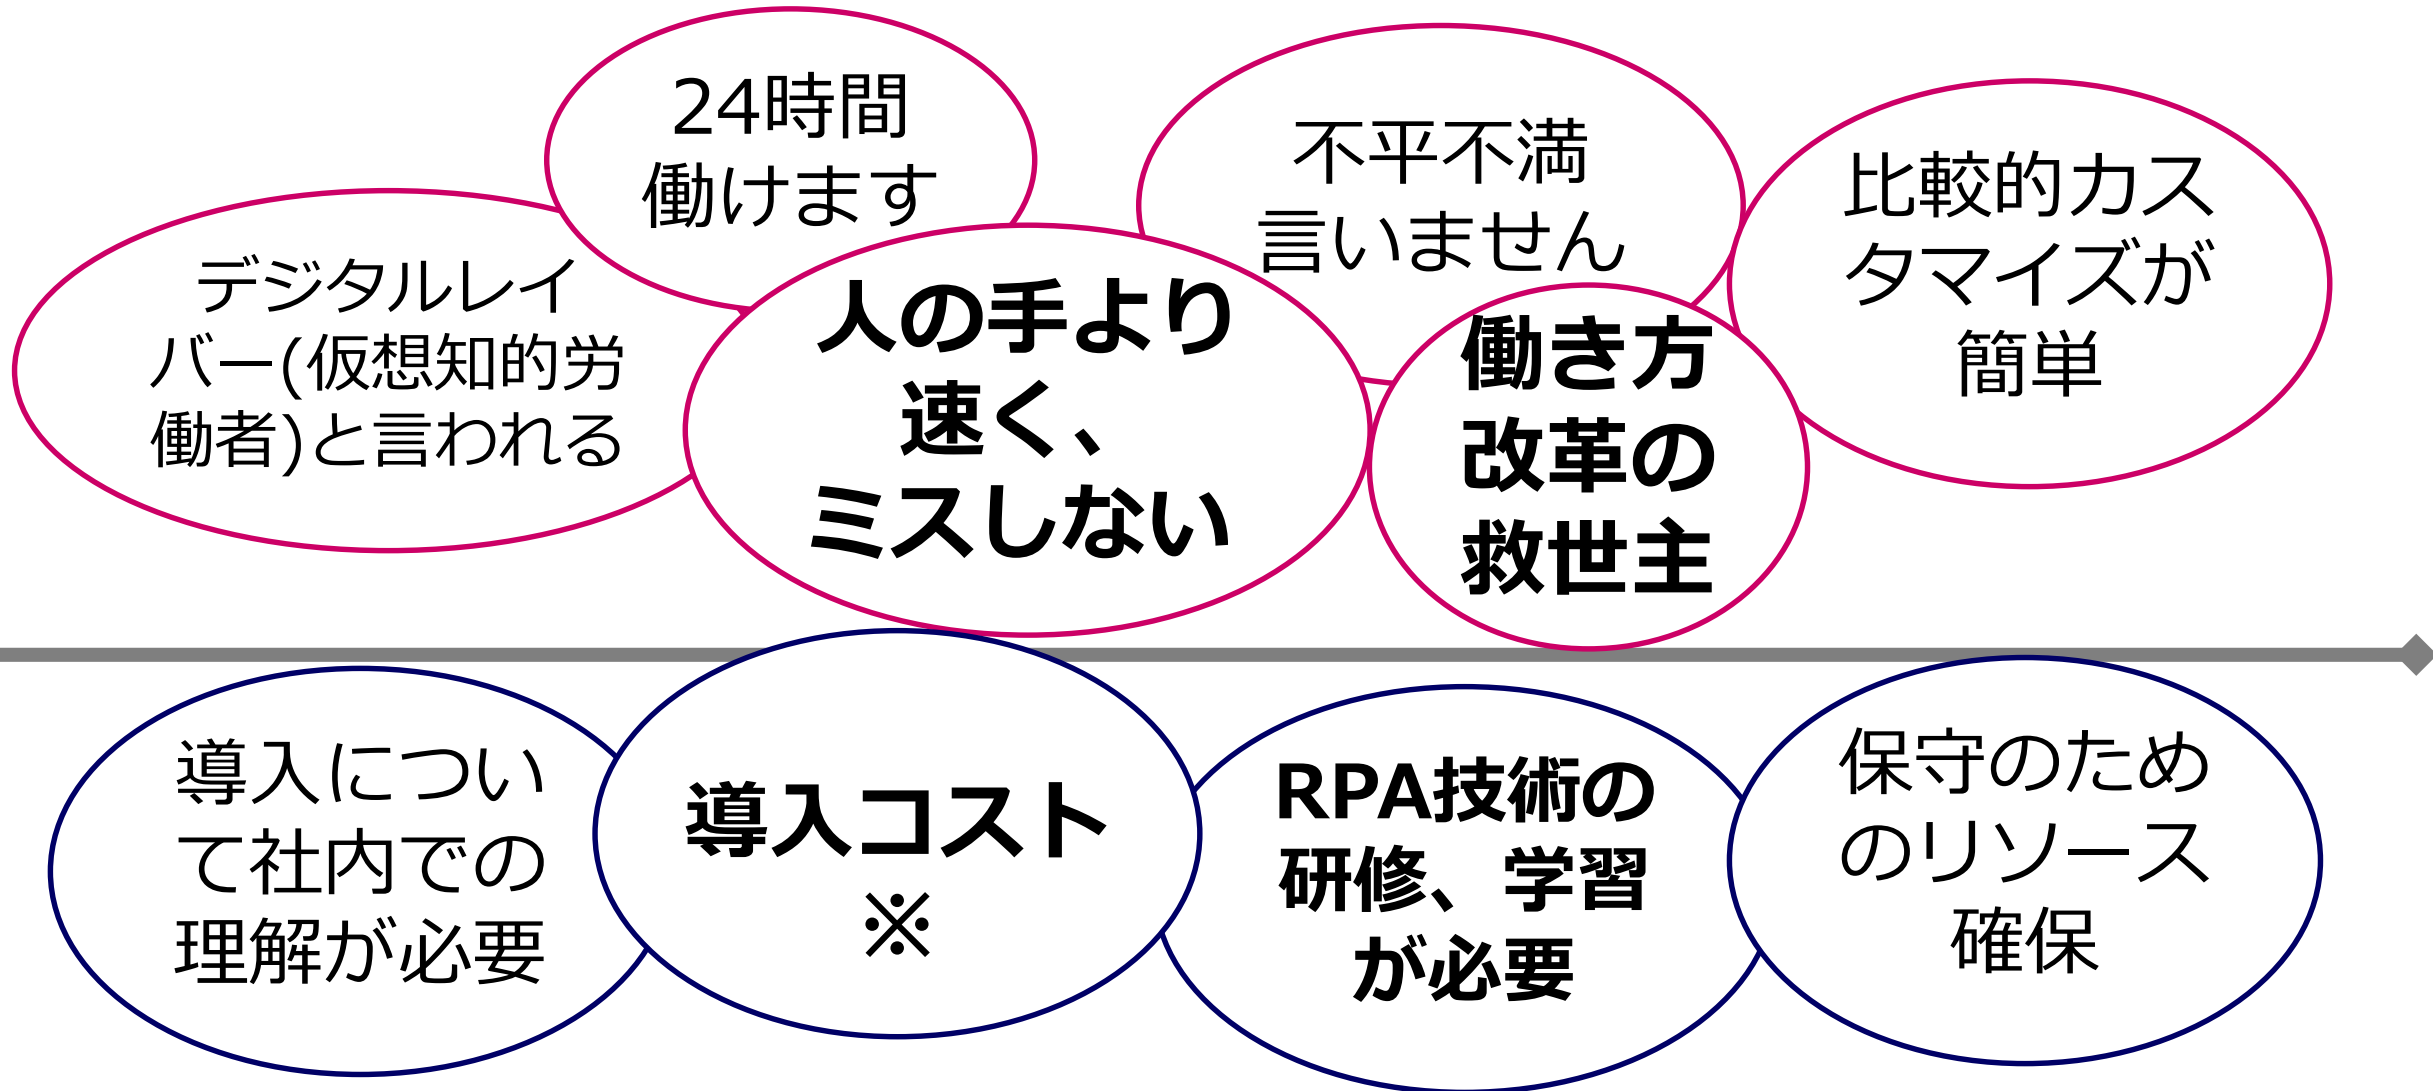 24時間
働けます
不平不満
言いません
比較的カス
タマイズが
簡単
デジタルレイ
バー(仮想知的労
働者)と言われる
人の手より
速く、
ミスしない
働き方
改革の
救世主
導入につい
て社内での
理解が必要
導入コスト
※
RPA技術の
研修、学習
が必要
保守のため
のリソース
確保